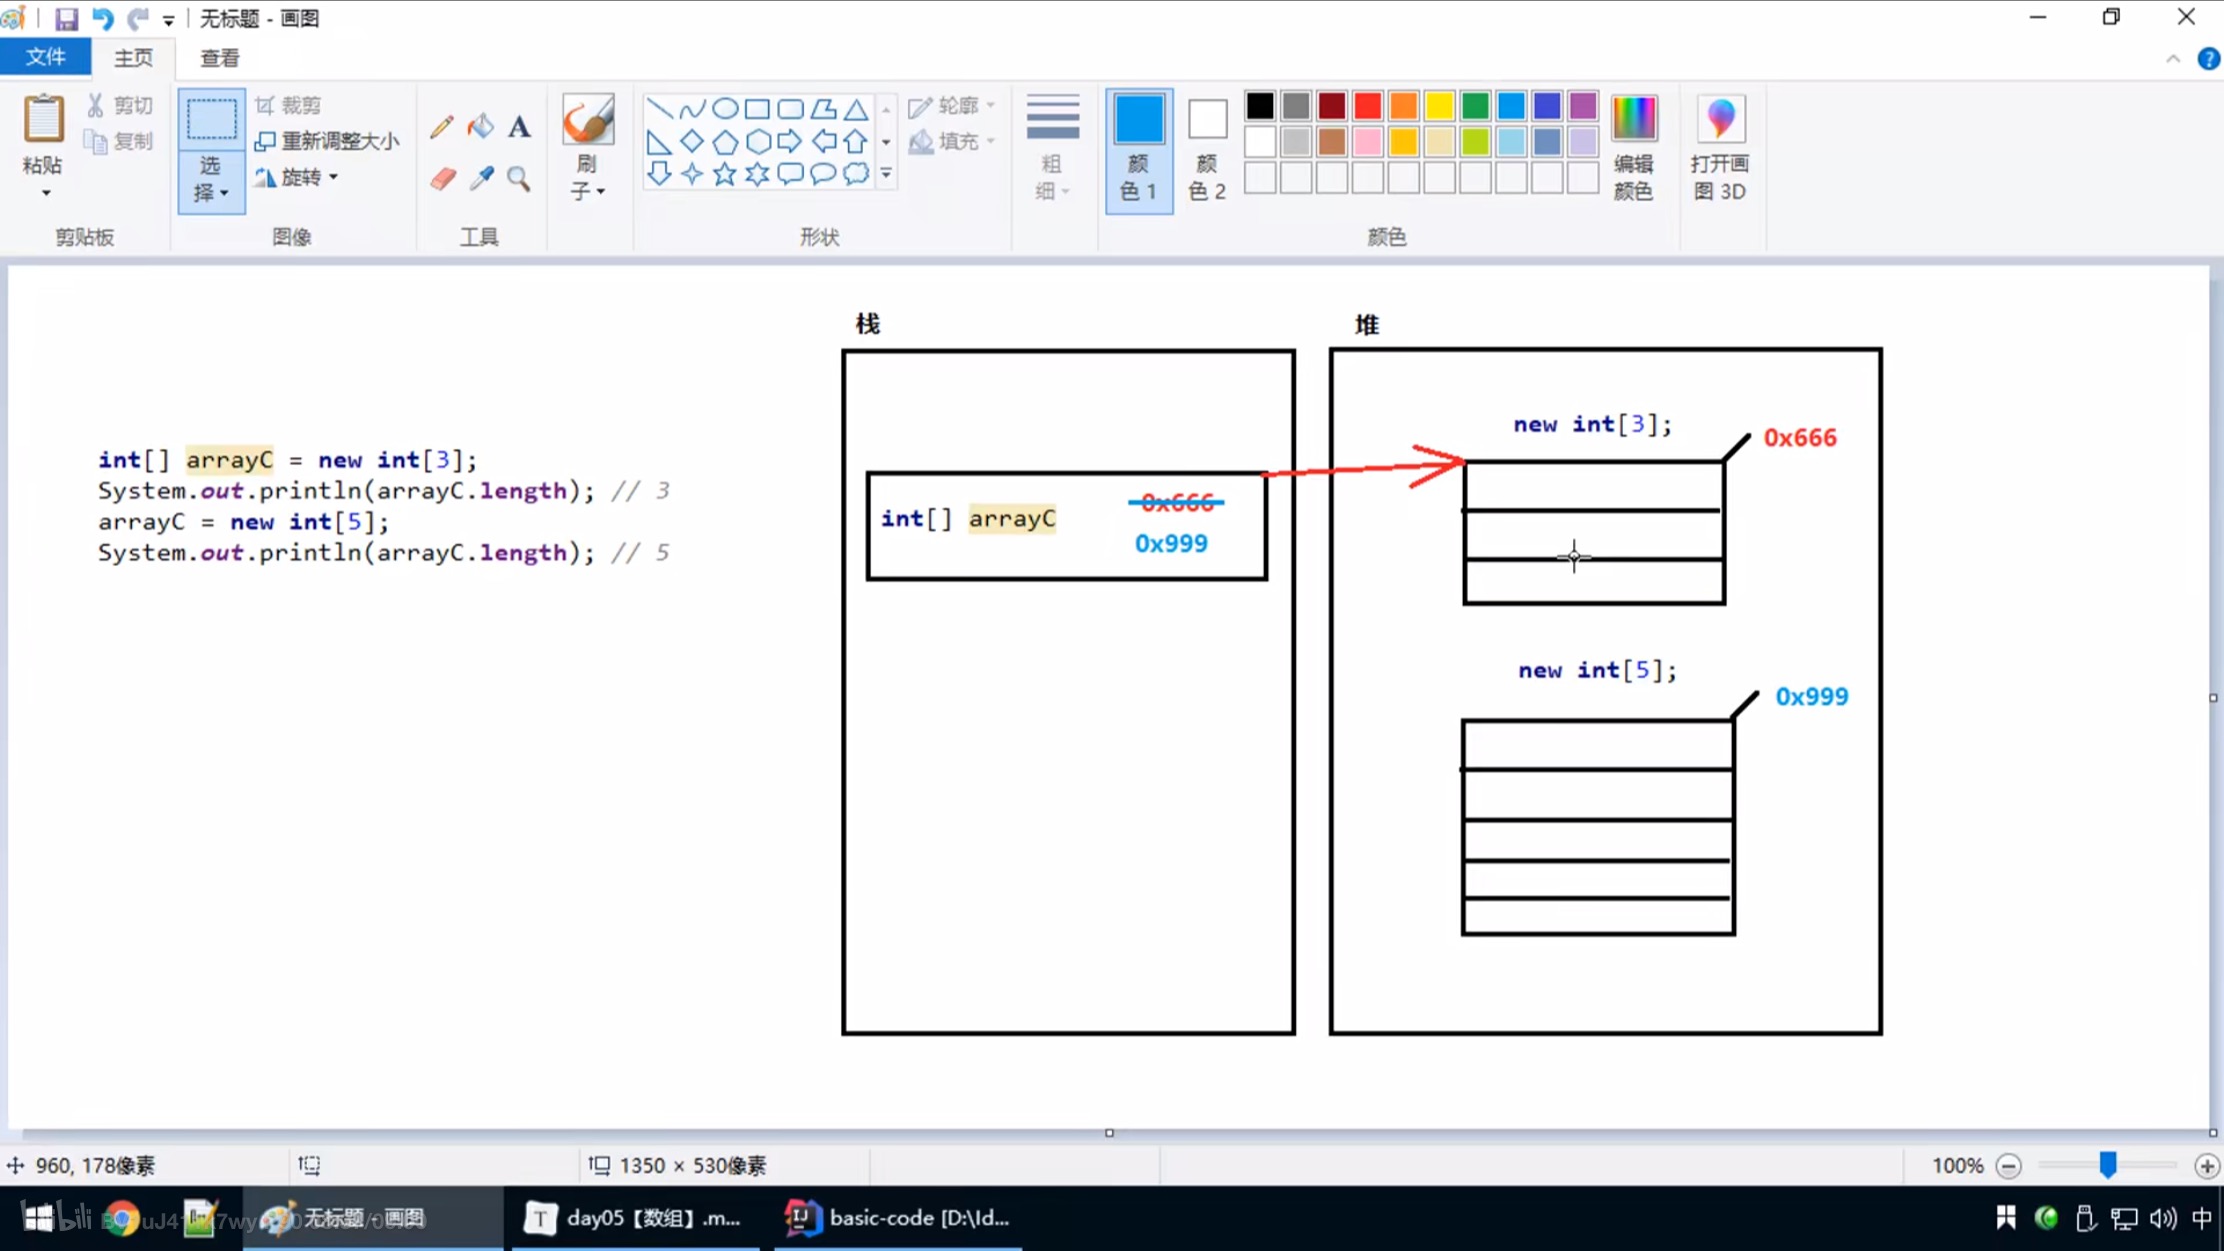 无标题 - 画图
文件 主页 查看
粘贴
剪切
复制
剪贴板
选择
裁剪
重新调整大小
旋转
图像
A
工具
刷子
轮廓
填充
形状
粗细
颜色 1
颜色 2
编辑颜色
颜色
打开画图 3D
int[] arrayC = new int[3];
System.out.println(arrayC.length); // 3
arrayC = new int[5];
System.out.println(arrayC.length); // 5
栈
int[] arrayC
0x666
0x999
堆
new int[3];
0x666
new int[5];
0x999
960, 178像素
1350 × 530像素
100%
bilibili
无标题 - 画图
T day05【数组】.m...
IJ basic-code [D:\Id...
中